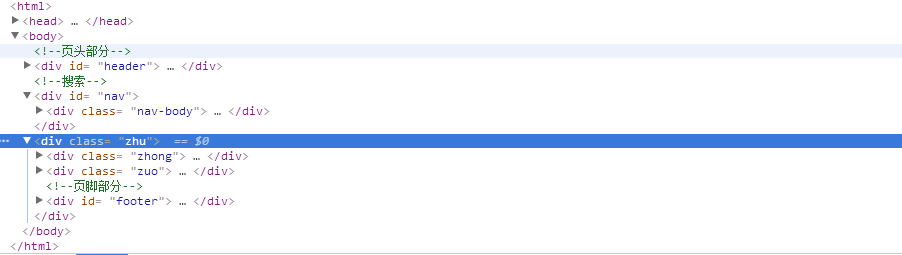 <html>
<head> … </head>
<body>
<!--页头部分-->
<div id= "header"> … </div>
<!--搜索-->
<div id= "nav">
<div class= "nav-body"> … </div>
</div>
… <div class= "zhu"> == $0
<div class= "zhong"> … </div>
<div class= "zuo"> … </div>
<!--页脚部分-->
<div id= "footer"> … </div>
</div>
</body>
</html>